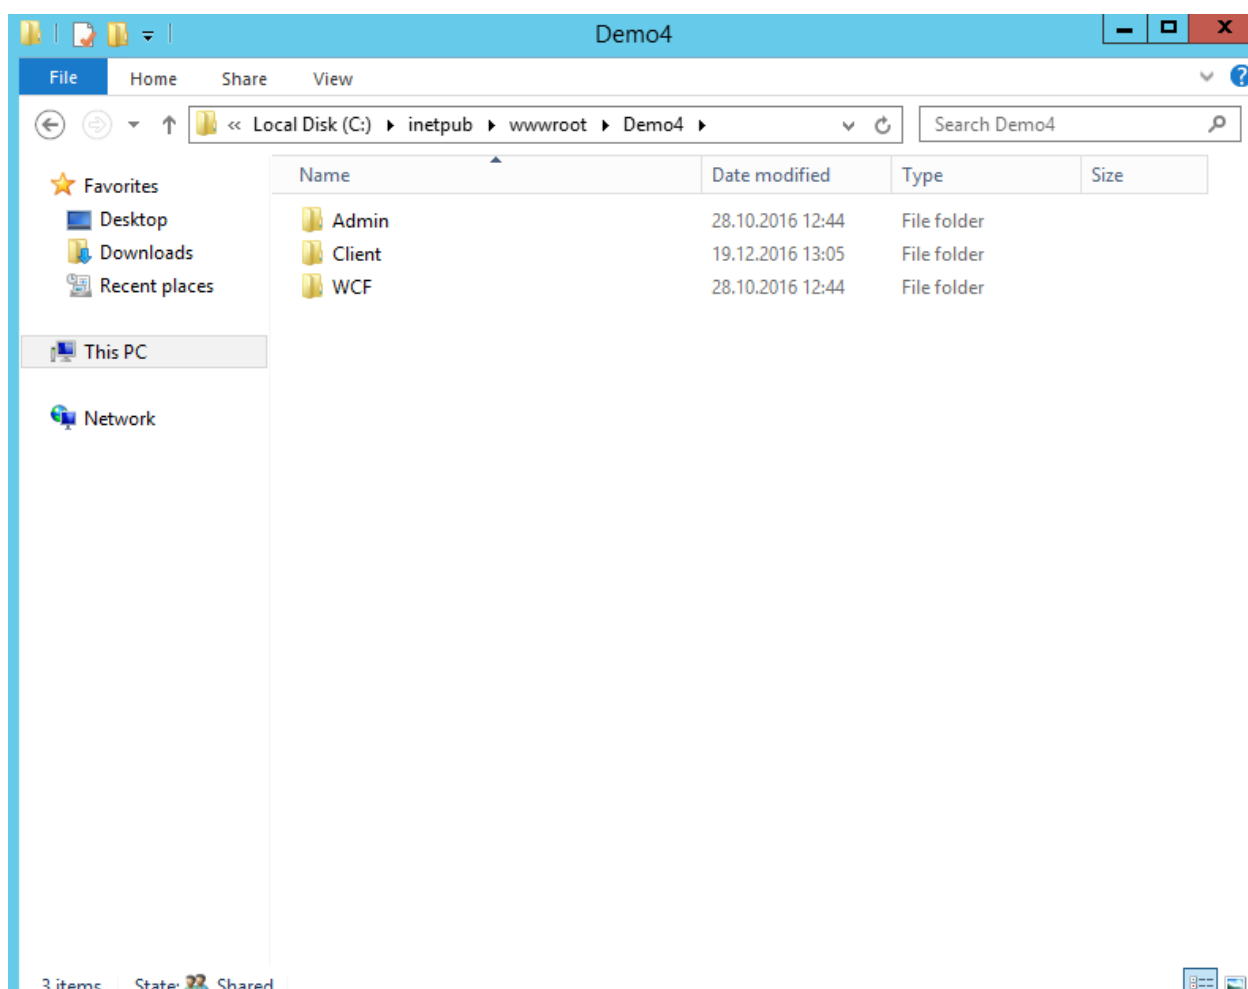 Demo4
File Home Share View
« Local Disk (C:) inetpub wwwroot Demo4 Search Demo4
Name Date modified Type Size
Favorites
Desktop
Downloads
Recent places
This PC
Network
Admin 28.10.2016 12:44 File folder
Client 19.12.2016 13:05 File folder
WCF 28.10.2016 12:44 File folder
3 items State: Shared